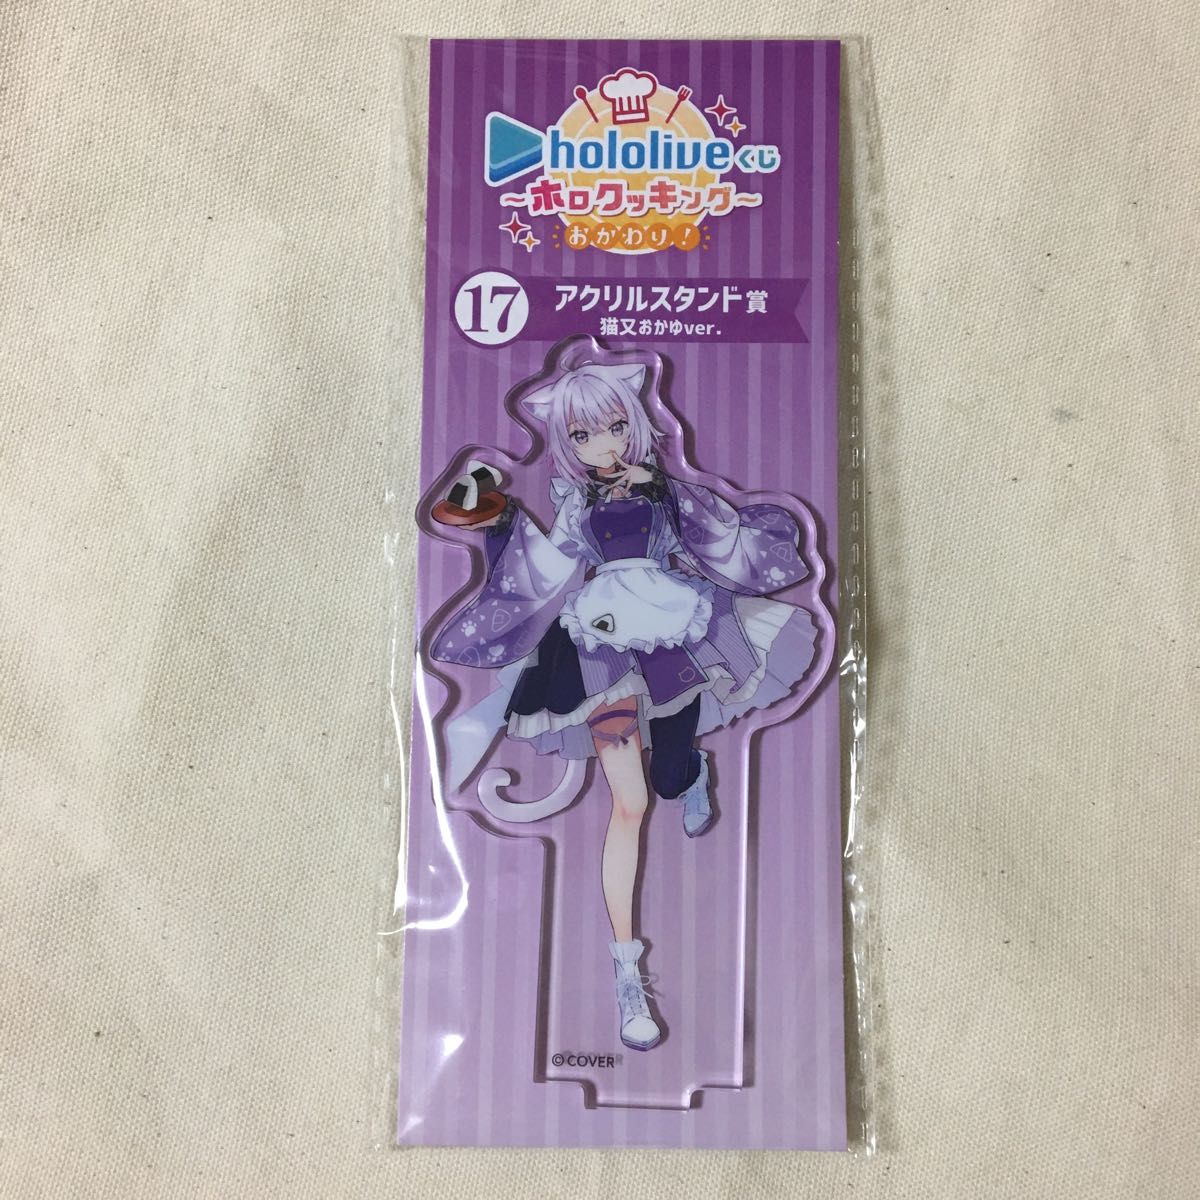 hololiveくじ
～ホロクッキング～
おかわり！
17 アクリルスタンド賞
猫又おかゆver.
©COVER